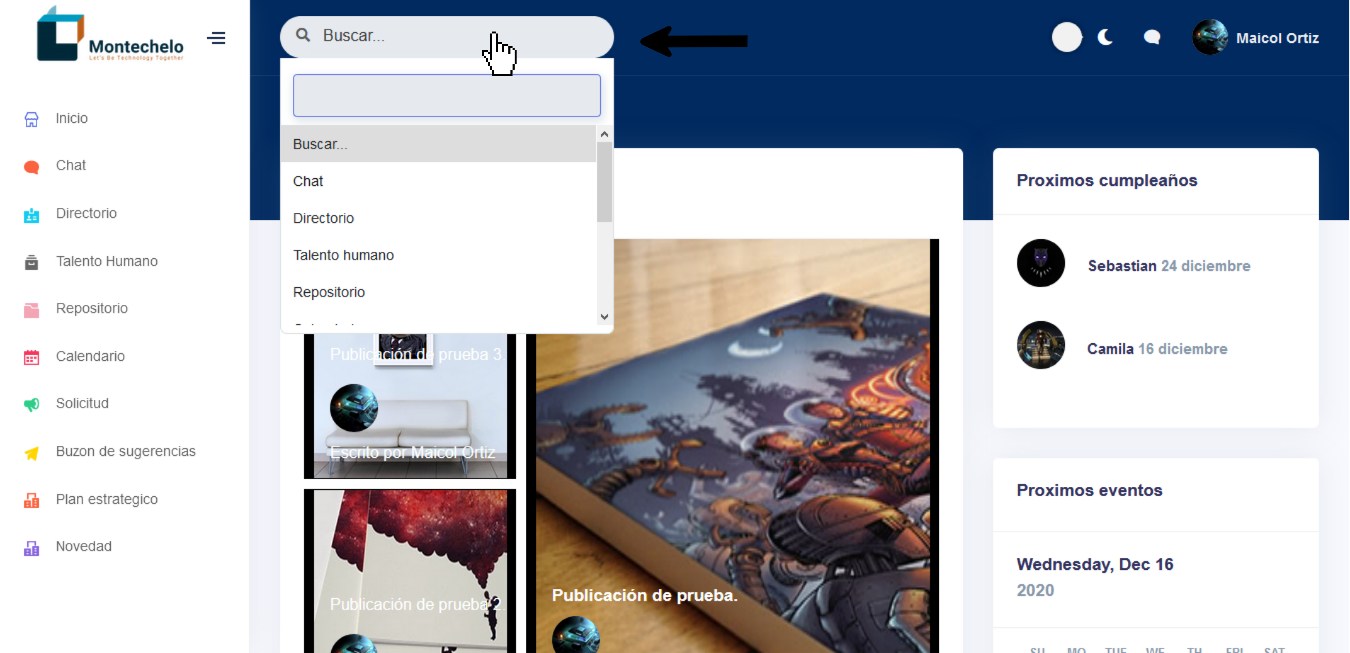 Montechelo
Let's Be Technology Together
Buscar...
Maicol Ortiz
Inicio
Chat
Directorio
Talento Humano
Repositorio
Calendario
Solicitud
Buzon de sugerencias
Plan estrategico
Novedad
Buscar...
Chat
Directorio
Talento humano
Repositorio
Publicación de prueba 3
Escrito por Maicol Ortiz
Publicación de prueba 2
Publicación de prueba.
Proximos cumpleaños
Sebastian 24 diciembre
Camila 16 diciembre
Proximos eventos
Wednesday, Dec 16
2020
SU MO TUE WE TH FRI SAT